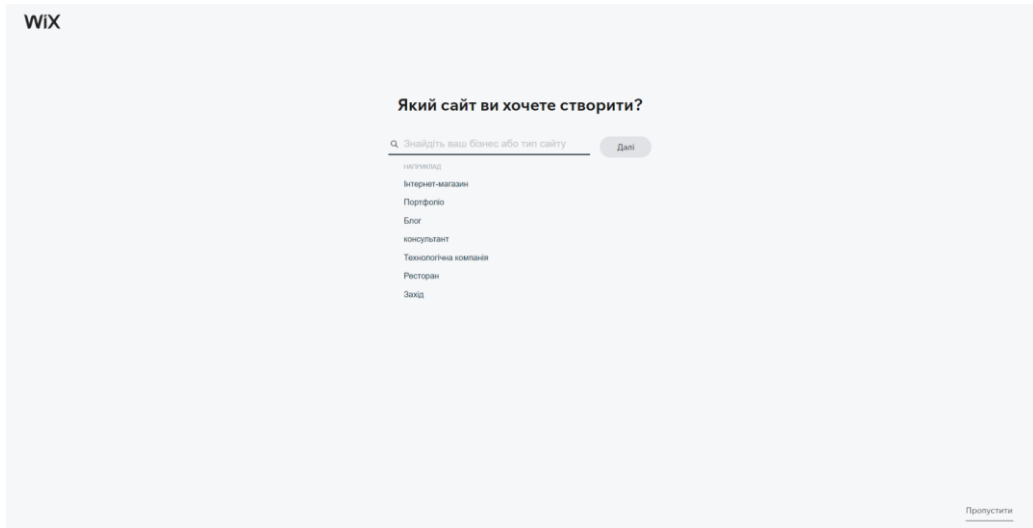 WiX
Який сайт ви хочете створити?
Знайдіть ваш бізнес або тип сайту
Далі
НАПРИКЛАД
Інтернет-магазин
Портфоліо
Блог
консультант
Технологічна компанія
Ресторан
Захід
Пропустити